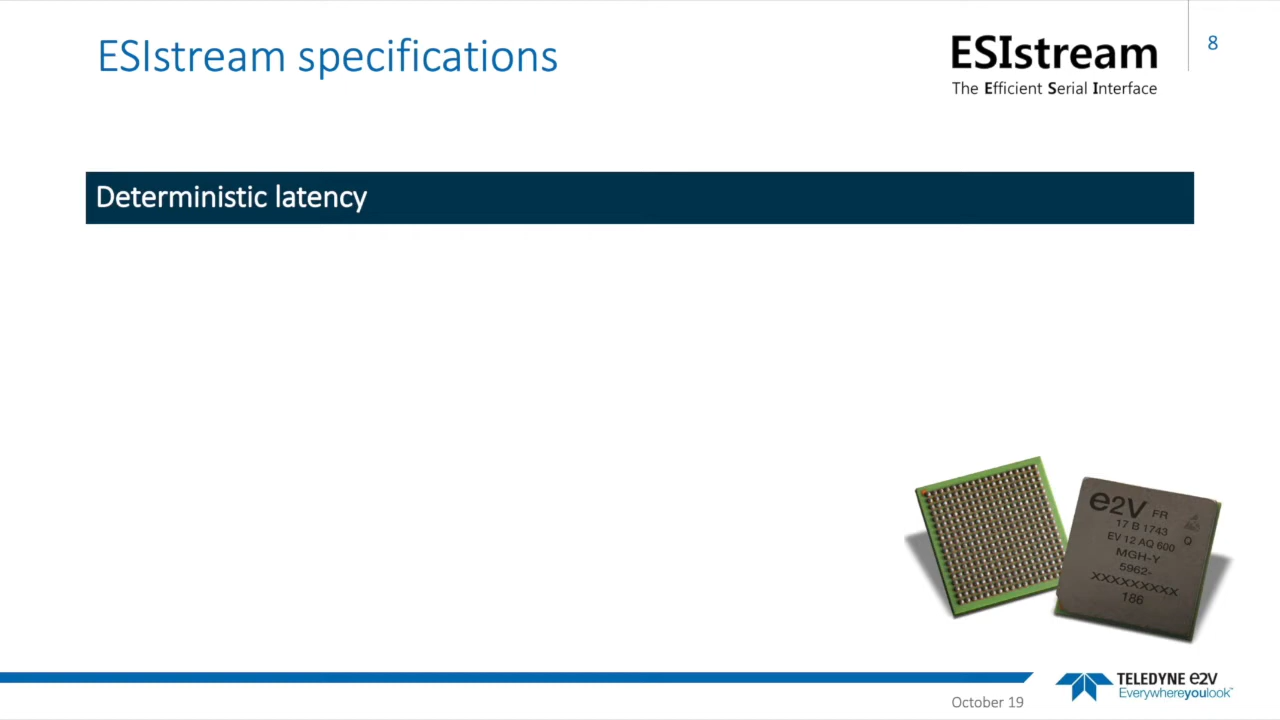 ESIstream specifications
ESIstream
The Efficient Serial Interface
8
Deterministic latency
e2V FR
17 B 1743
EV 12 AQ 600
MGH-Y
5962-
XXXXXXXXX
186
Q
TELEDYNE e2V
Everywhereyoulook™
October 19